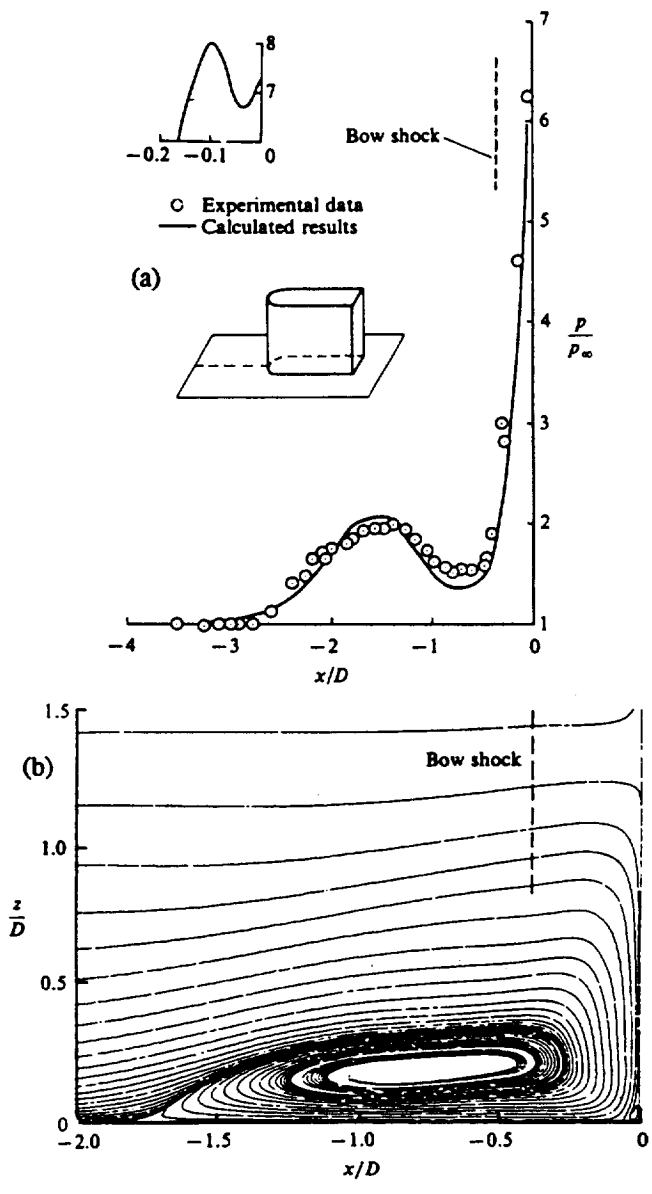 7
8
7
−0.2 −0.1 0
6
Bow shock
Experimental data
Calculated results
5
(a)
4
p
p∞
3
2
1
−4 −3 −2 −1 0
x/D
1.5
(b)
Bow shock
1.0
z
D
0.5
0
−2.0 −1.5 −1.0 −0.5 0
x/D